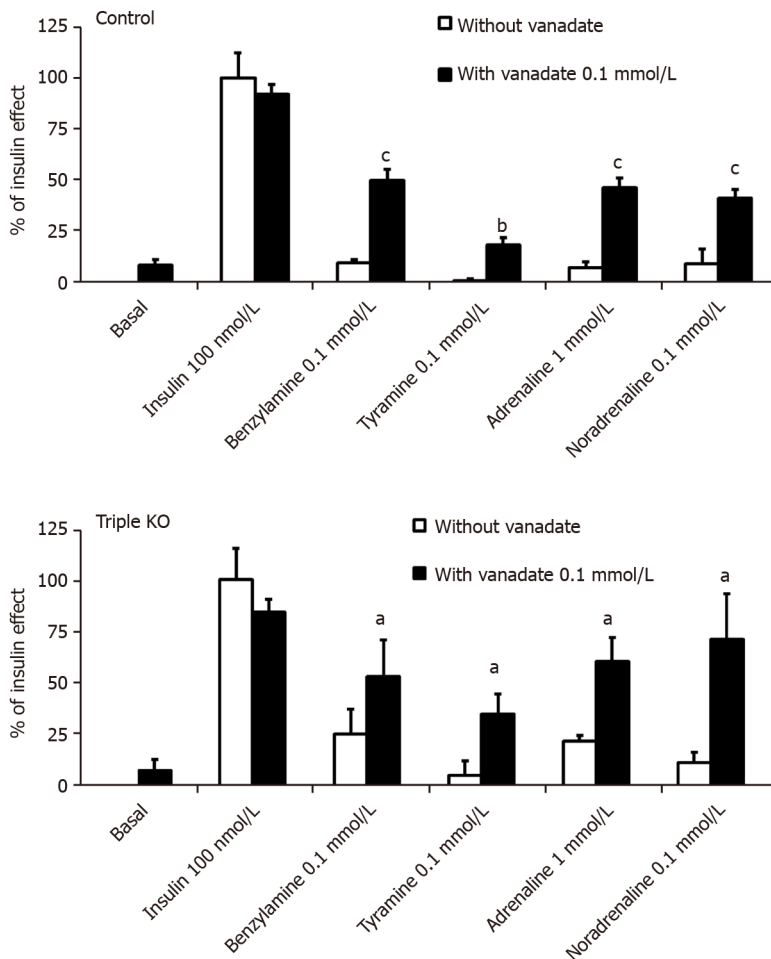 Control
Without vanadate
With vanadate 0.1 mmol/L
% of insulin effect
125
100
75
50
25
0
c
b
c
c
Basal
Insulin 100 nmol/L
Benzylamine 0.1 mmol/L
Tyramine 0.1 mmol/L
Adrenaline 1 mmol/L
Noradrenaline 0.1 mmol/L
Triple KO
Without vanadate
With vanadate 0.1 mmol/L
% of insulin effect
125
100
75
50
25
0
a
a
a
a
Basal
Insulin 100 nmol/L
Benzylamine 0.1 mmol/L
Tyramine 0.1 mmol/L
Adrenaline 1 mmol/L
Noradrenaline 0.1 mmol/L